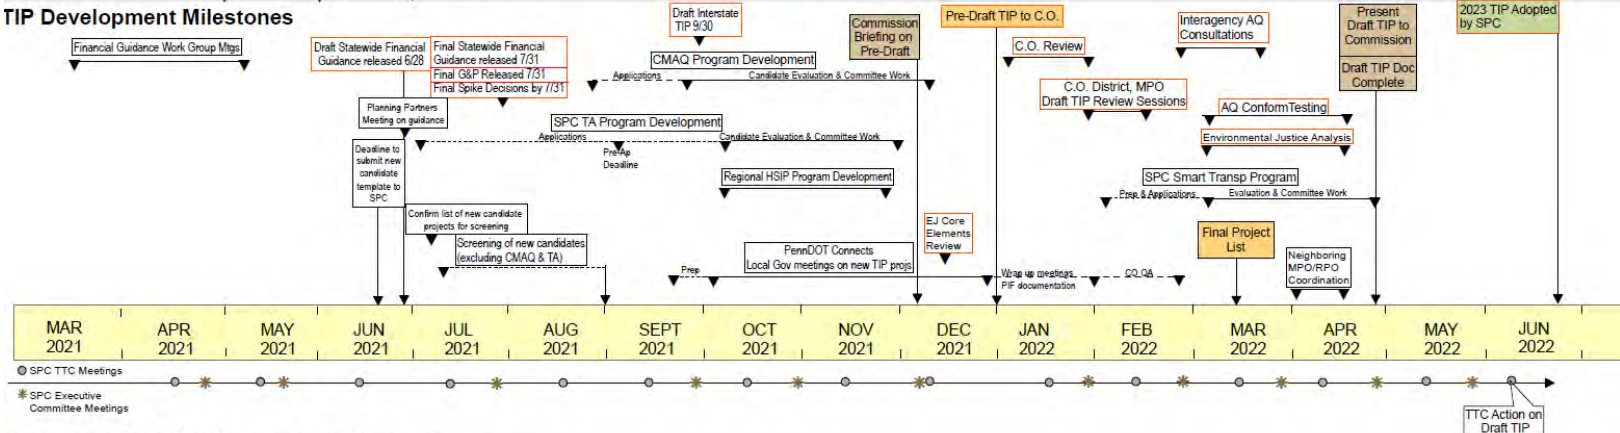 TIP Development Milestones
Financial Guidance Work Group Mtgs
Draft Statewide Financial
Guidance released 6/28
Final Statewide Financial
Guidance released 7/31
Final G&P Released 7/31
Final Spike Decisions by 7/31
Planning Partners
Meeting on guidance
Deadline to
submit new
candidate
template to
SPC
Confirm list of new candidate
projects for screening
Screening of new candidates
(excluding CMAQ & TA)
Draft Interstate
TIP 9/30
CMAQ Program Development
Applications
Candidate Evaluation & Committee Work
SPC TA Program Development
Applications
Candidate Evaluation & Committee Work
Pre-Ap
Deadline
Regional HSIP Program Development
Prep
PennDOT Connects
Local Gov meetings on new TIP projs
Commission
Briefing on
Pre-Draft
EJ Core
Elements
Review
Pre-Draft TIP to C.O.
C.O. Review
C.O. District, MPO
Draft TIP Review Sessions
Wrap up meetings
PIF documentation
CO QA
Interagency AQ
Consultations
AQ ConformTesting
Environmental Justice Analysis
SPC Smart Transp Program
Prep & Applications
Evaluation & Committee Work
Final Project
List
Neighboring
MPO/RPO
Coordination
Present
Draft TIP to
Commission
Draft TIP Doc
Complete
2023 TIP Adopted
by SPC
MAR
2021
APR
2021
MAY
2021
JUN
2021
JUL
2021
AUG
2021
SEPT
2021
OCT
2021
NOV
2021
DEC
2021
JAN
2022
FEB
2022
MAR
2022
APR
2022
MAY
2022
JUN
2022
SPC TTC Meetings
SPC Executive
Committee Meetings
TTC Action on
Draft TIP